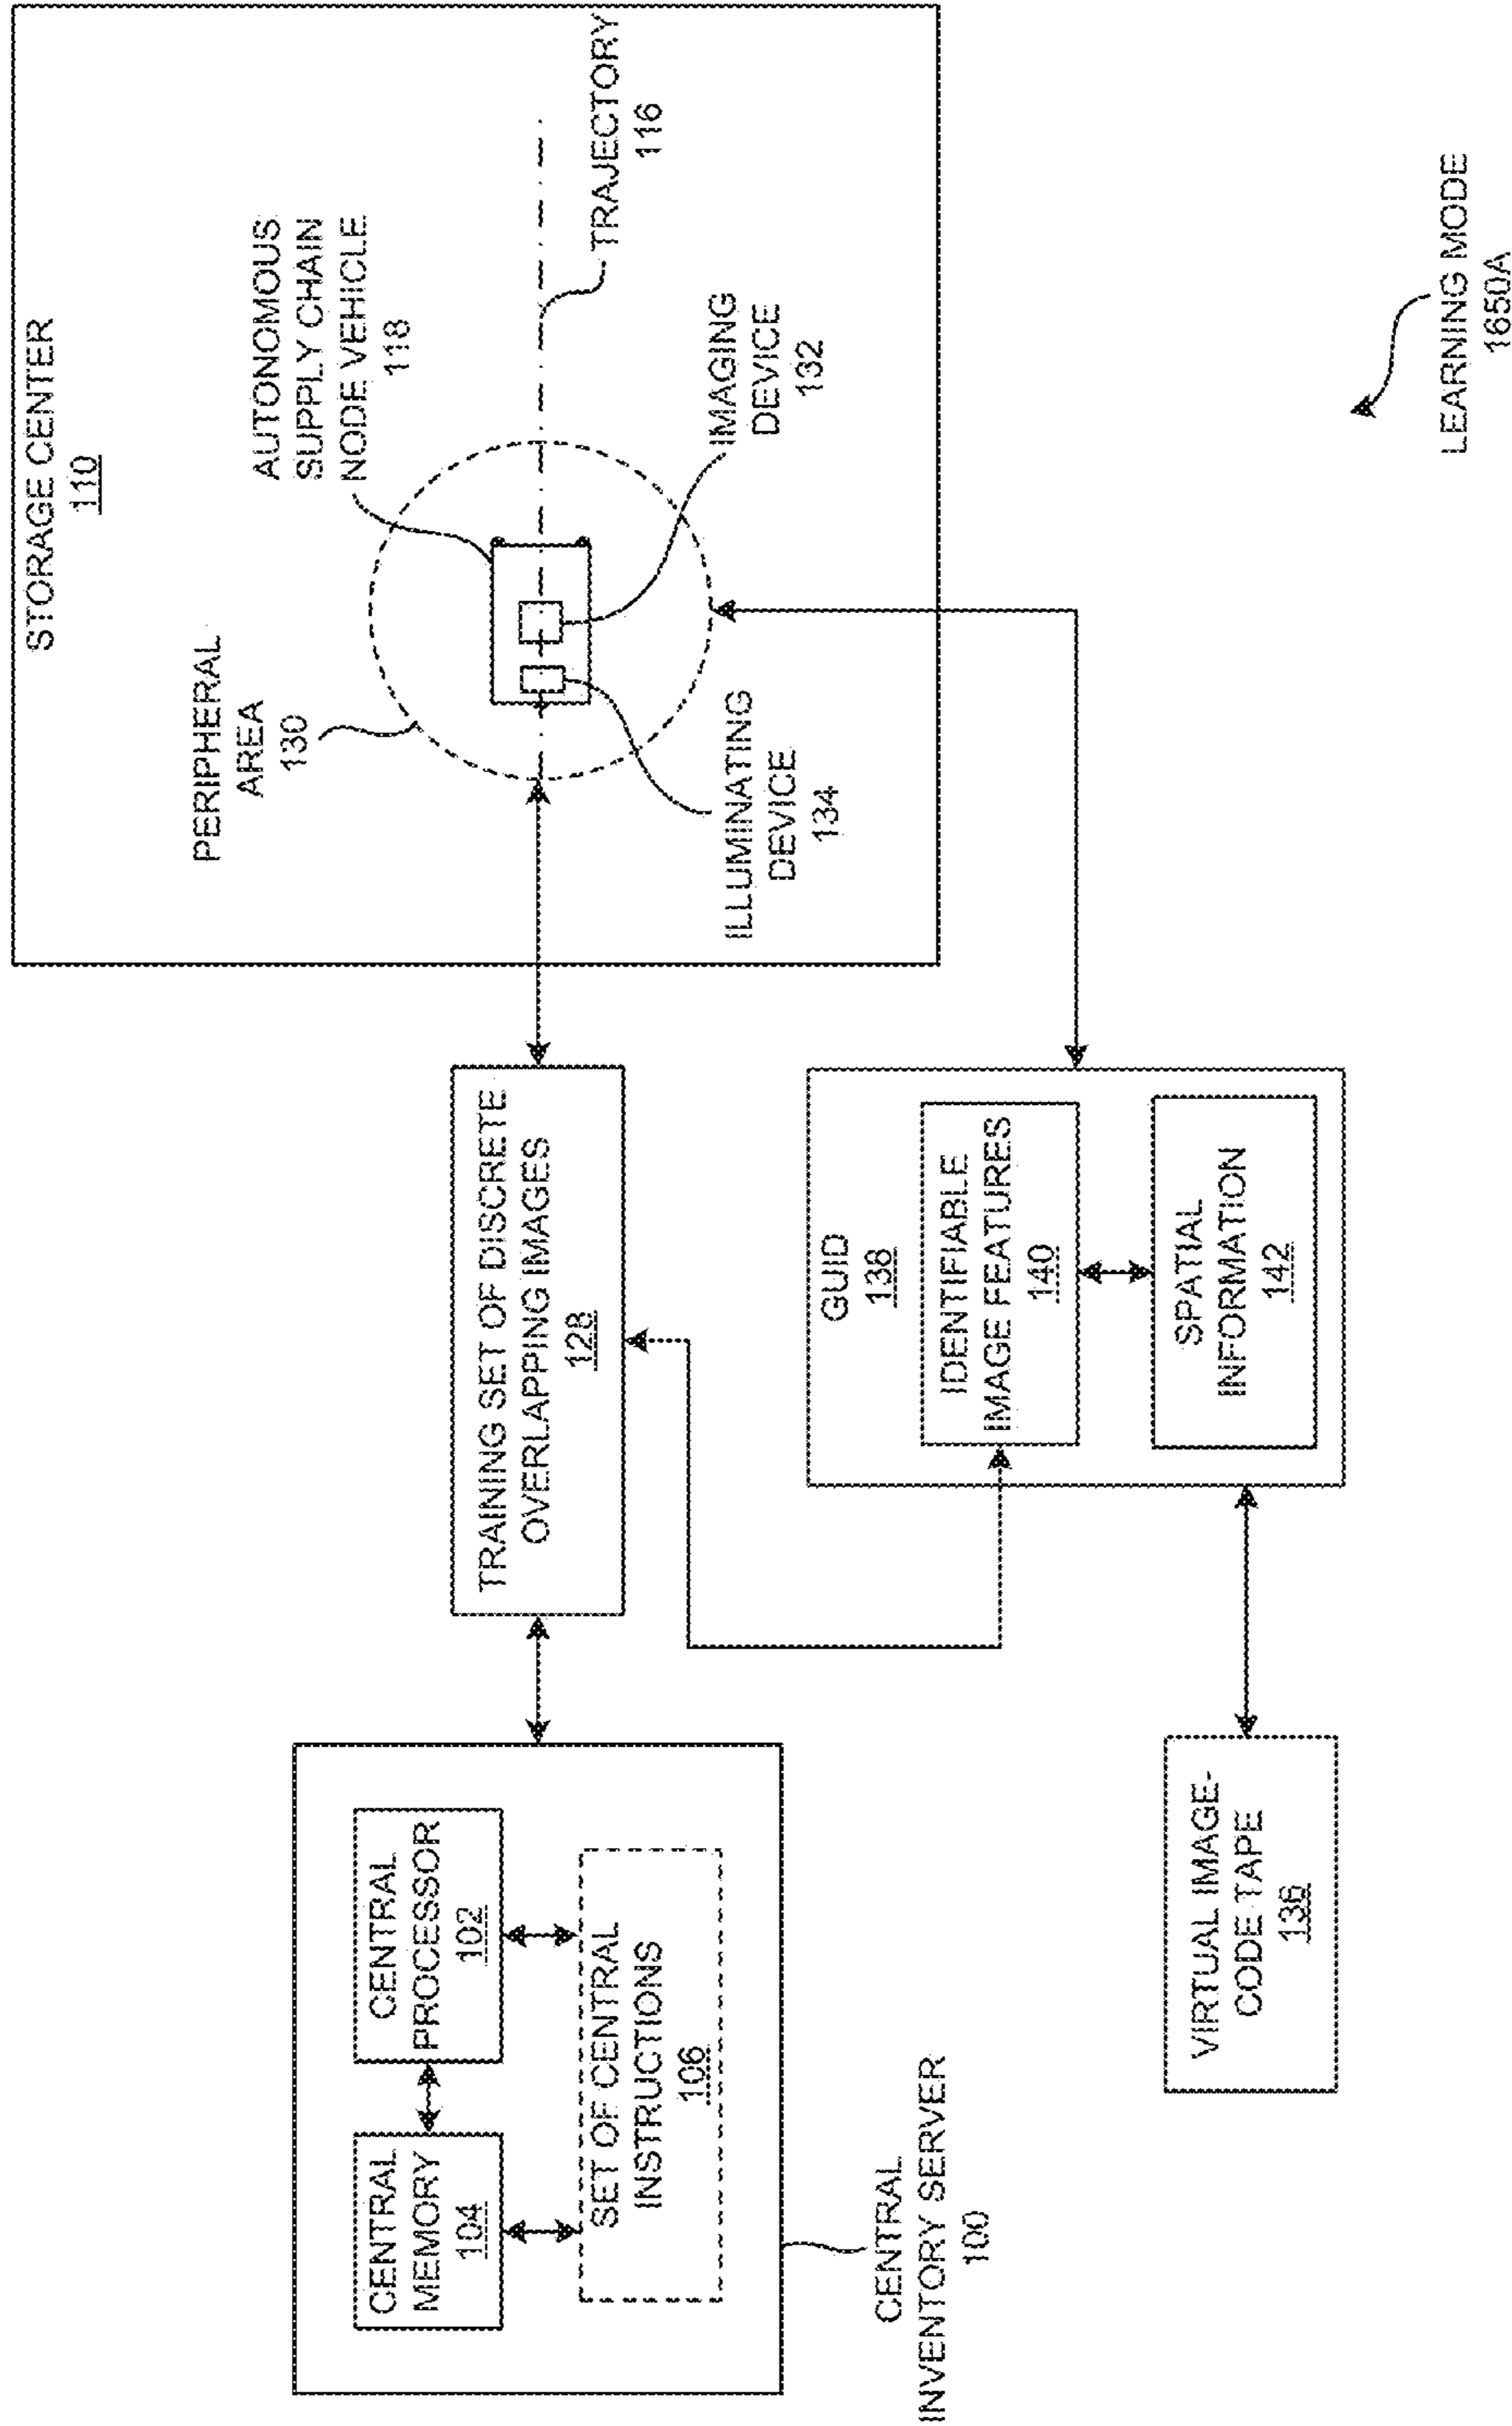 STORAGE CENTER
110
AUTONOMOUS
SUPPLY CHAIN
NODE VEHICLE
118
PERIPHERAL
AREA
130
TRAJECTORY
116
IMAGING
DEVICE
132
ILLUMINATING
DEVICE
134
TRAINING SET OF DISCRETE
OVERLAPPING IMAGES
128
CENTRAL
MEMORY
104
CENTRAL
PROCESSOR
102
SET OF CENTRAL
INSTRUCTIONS
106
CENTRAL
INVENTORY SERVER
100
GUID
138
IDENTIFIABLE
IMAGE FEATURES
140
SPATIAL
INFORMATION
142
VIRTUAL IMAGE-
CODE TAPE
136
LEARNING MODE
1650A